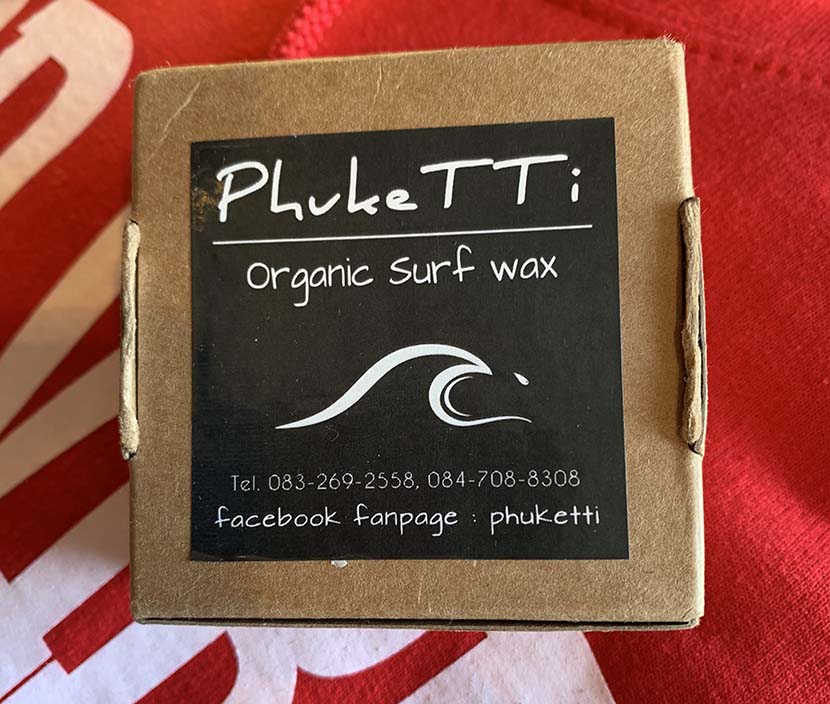 PhukeTTi
Organic Surf wax
Tel. 083-269-2558, 084-708-8308
facebook fanpage : phuketti